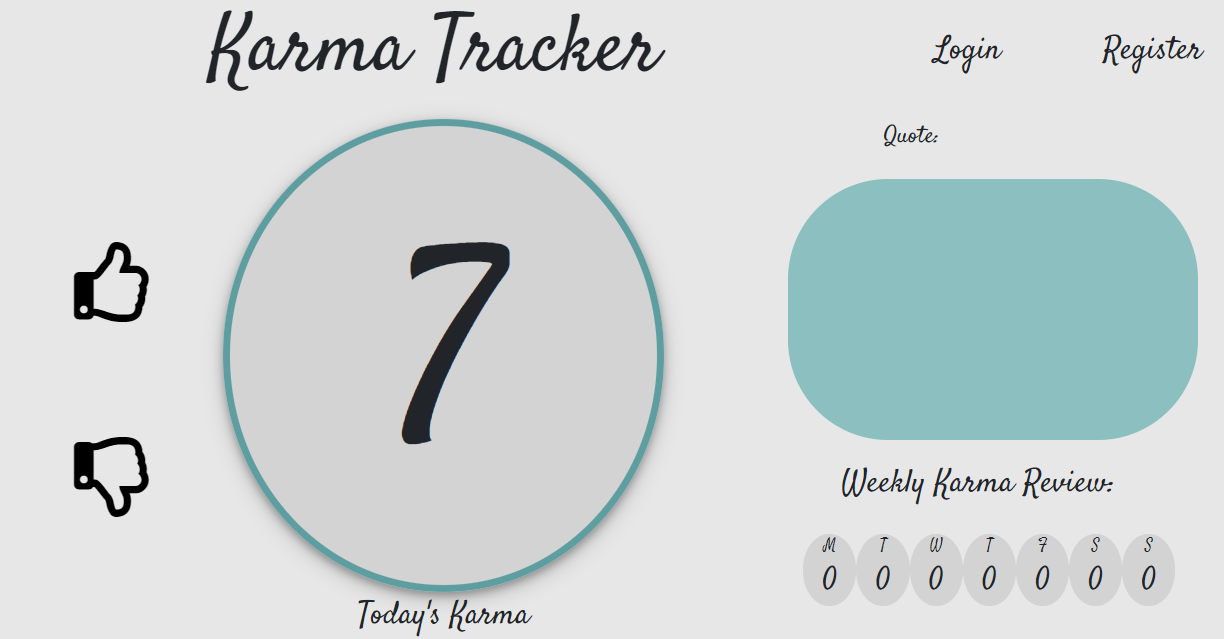 Karma Tracker
Login Register
Quote:
7
Today's Karma
Weekly Karma Review:
M T W T F S S
0 0 0 0 0 0 0